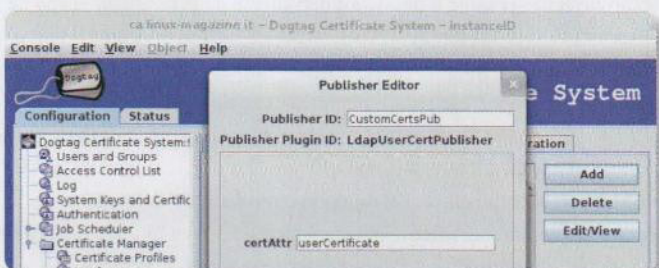 ca.linux-magazine.it - Dogtag Certificate System - instanceID
Console Edit View Object Help
Dogtag
e System
Configuration Status
Dogtag Certificate System:
Users and Groups
Access Control List
Log
System Keys and Certific
Authentication
Job Scheduler
Certificate Manager
Certificate Profiles
Publisher Editor
Publisher ID: CustomCertsPub
Publisher Plugin ID: LdapUserCertPublisher
certAttr userCertificate
ration
Add
Delete
Edit/View